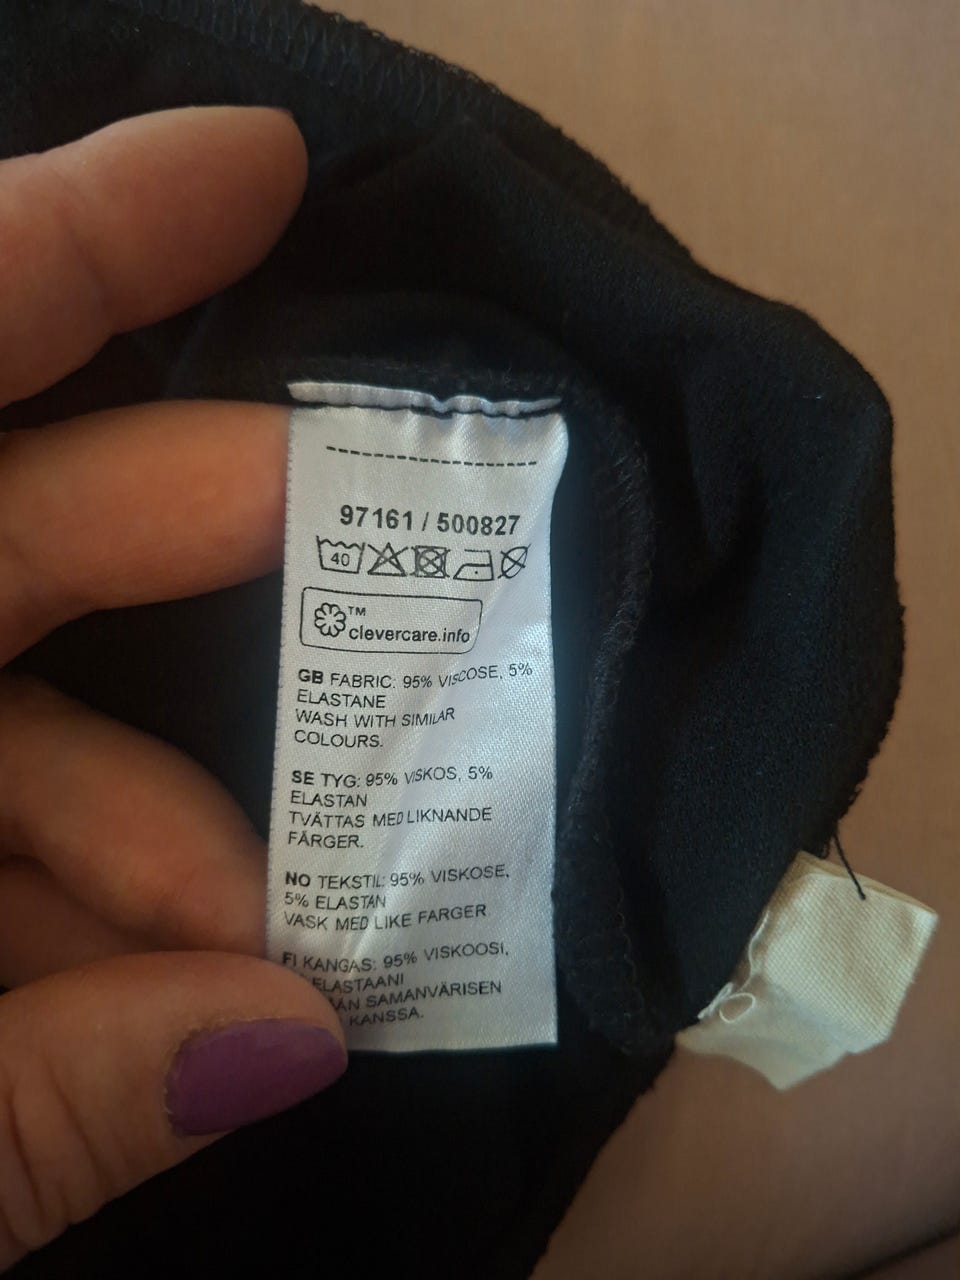 97161 / 500827
40
TM
clevercare.info
GB FABRIC: 95% VISCOSE, 5%
ELASTANE
WASH WITH SIMILAR
COLOURS.
SE TYG: 95% VISKOS, 5%
ELASTAN
TVÄTTAS MED LIKNANDE
FÄRGER.
NO TEKSTIL: 95% VISKOSE,
5% ELASTAN
VASK MED LIKE FARGER
FI KANGAS: 95% VISKOOSI,
ELASTAANI
SAMANVÄRISEN
KANSSA.